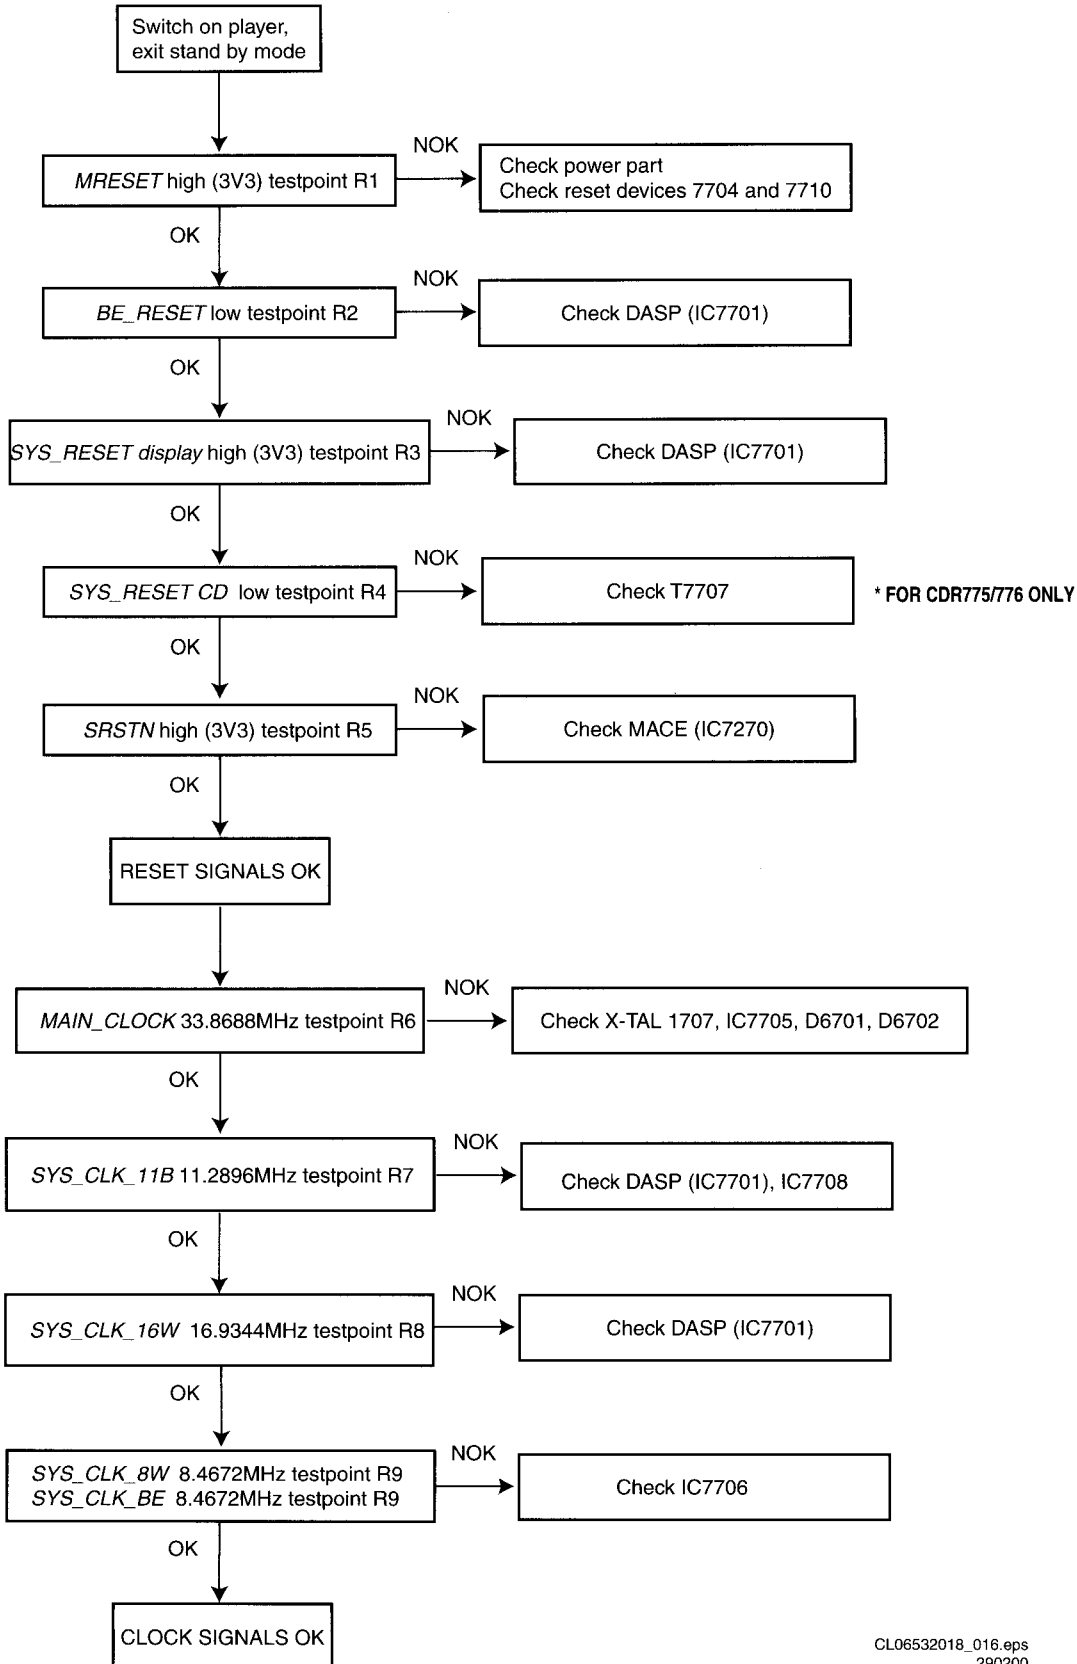 Switch on player,
exit stand by mode
MRESET high (3V3) testpoint R1
NOK
Check power part
Check reset devices 7704 and 7710
OK
BE_RESET low testpoint R2
NOK
Check DASP (IC7701)
OK
SYS_RESET display high (3V3) testpoint R3
NOK
Check DASP (IC7701)
OK
SYS_RESET CD low testpoint R4
NOK
Check T7707
* FOR CDR775/776 ONLY
OK
SRSTN high (3V3) testpoint R5
NOK
Check MACE (IC7270)
OK
RESET SIGNALS OK
MAIN_CLOCK 33.8688MHz testpoint R6
NOK
Check X-TAL 1707, IC7705, D6701, D6702
OK
SYS_CLK_11B 11.2896MHz testpoint R7
NOK
Check DASP (IC7701), IC7708
OK
SYS_CLK_16W 16.9344MHz testpoint R8
NOK
Check DASP (IC7701)
OK
SYS_CLK_8W 8.4672MHz testpoint R9
SYS_CLK_BE 8.4672MHz testpoint R9
NOK
Check IC7706
OK
CLOCK SIGNALS OK
CL06532018_016.eps
290200